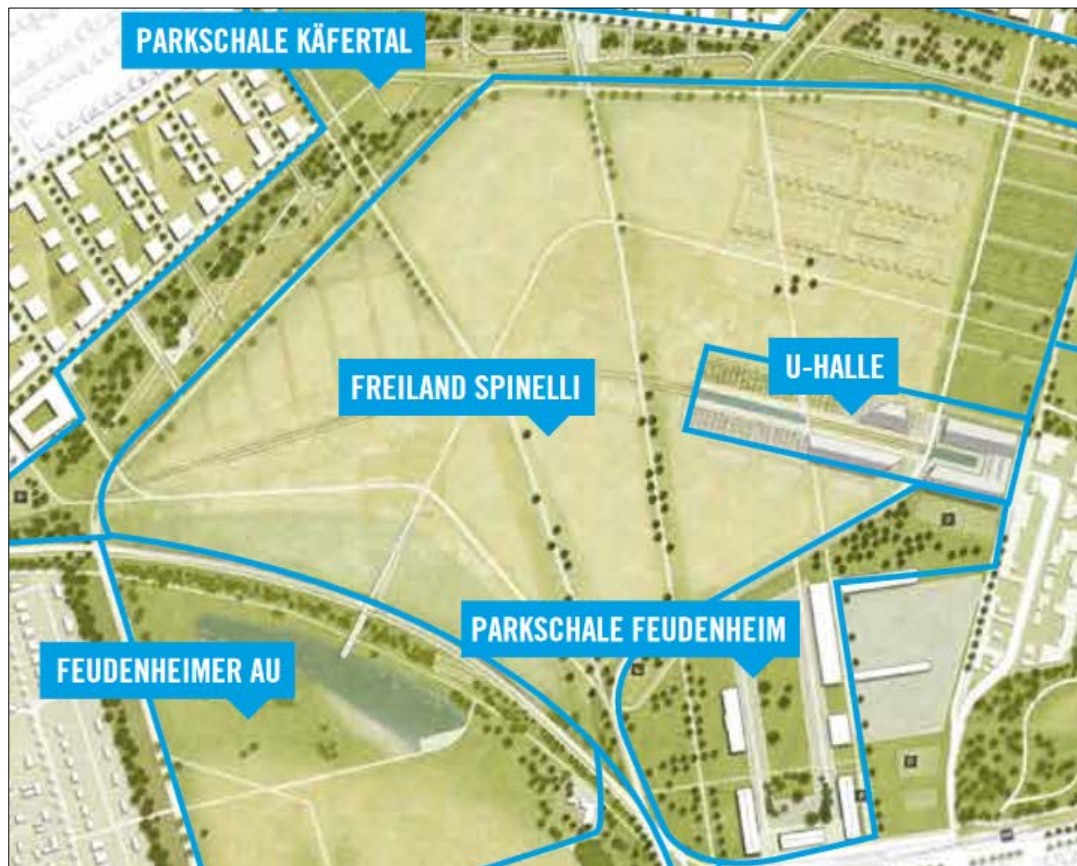 PARKSCHALE KÄFERTAL
U-HALLE
FREILAND SPINELLI
PARKSCHALE FEUDENHEIM
FEUDENHEIMER AU